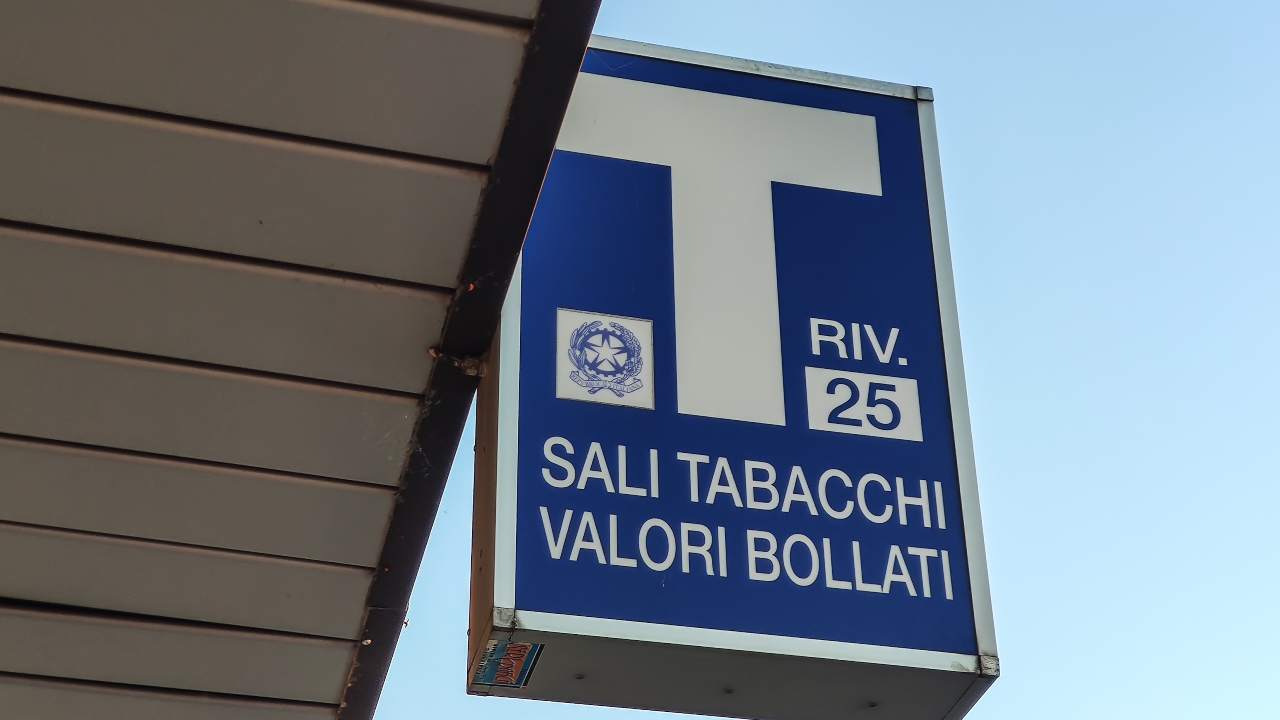 T
RIV.
25
SALI TABACCHI
VALORI BOLLATI